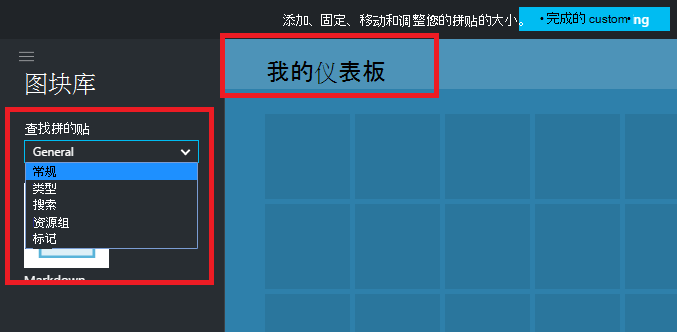 添加、固定、移动和调整您的拼贴的大小。
• 完成的 custom• ng
图块库
我的仪表板
查找拼的贴
General
常规
类型
搜索
资源组
标记
Markdown